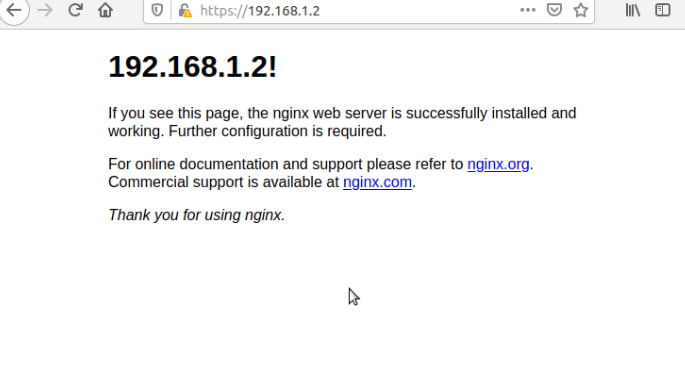 https://192.168.1.2
192.168.1.2!
If you see this page, the nginx web server is successfully installed and
working. Further configuration is required.
For online documentation and support please refer to nginx.org.
Commercial support is available at nginx.com.
Thank you for using nginx.